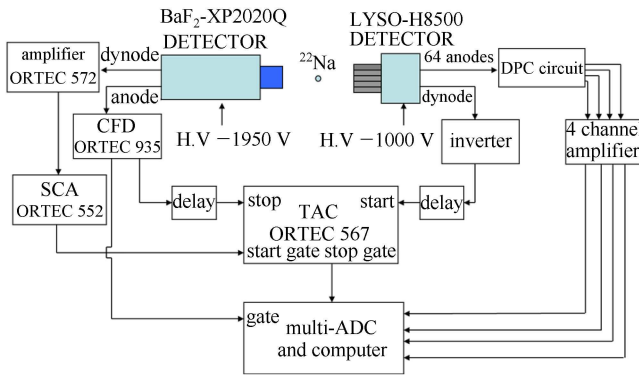 BaF₂-XP2020Q
DETECTOR
LYSO-H8500
DETECTOR
²²Na
amplifier
ORTEC 572
dynode
anode
64 anodes
dynode
DPC circuit
CFD
ORTEC 935
H.V −1950 V
H.V −1000 V
inverter
4 channel
amplifier
SCA
ORTEC 552
delay
stop
start
TAC
ORTEC 567
start gate stop gate
delay
gate
multi-ADC
and computer